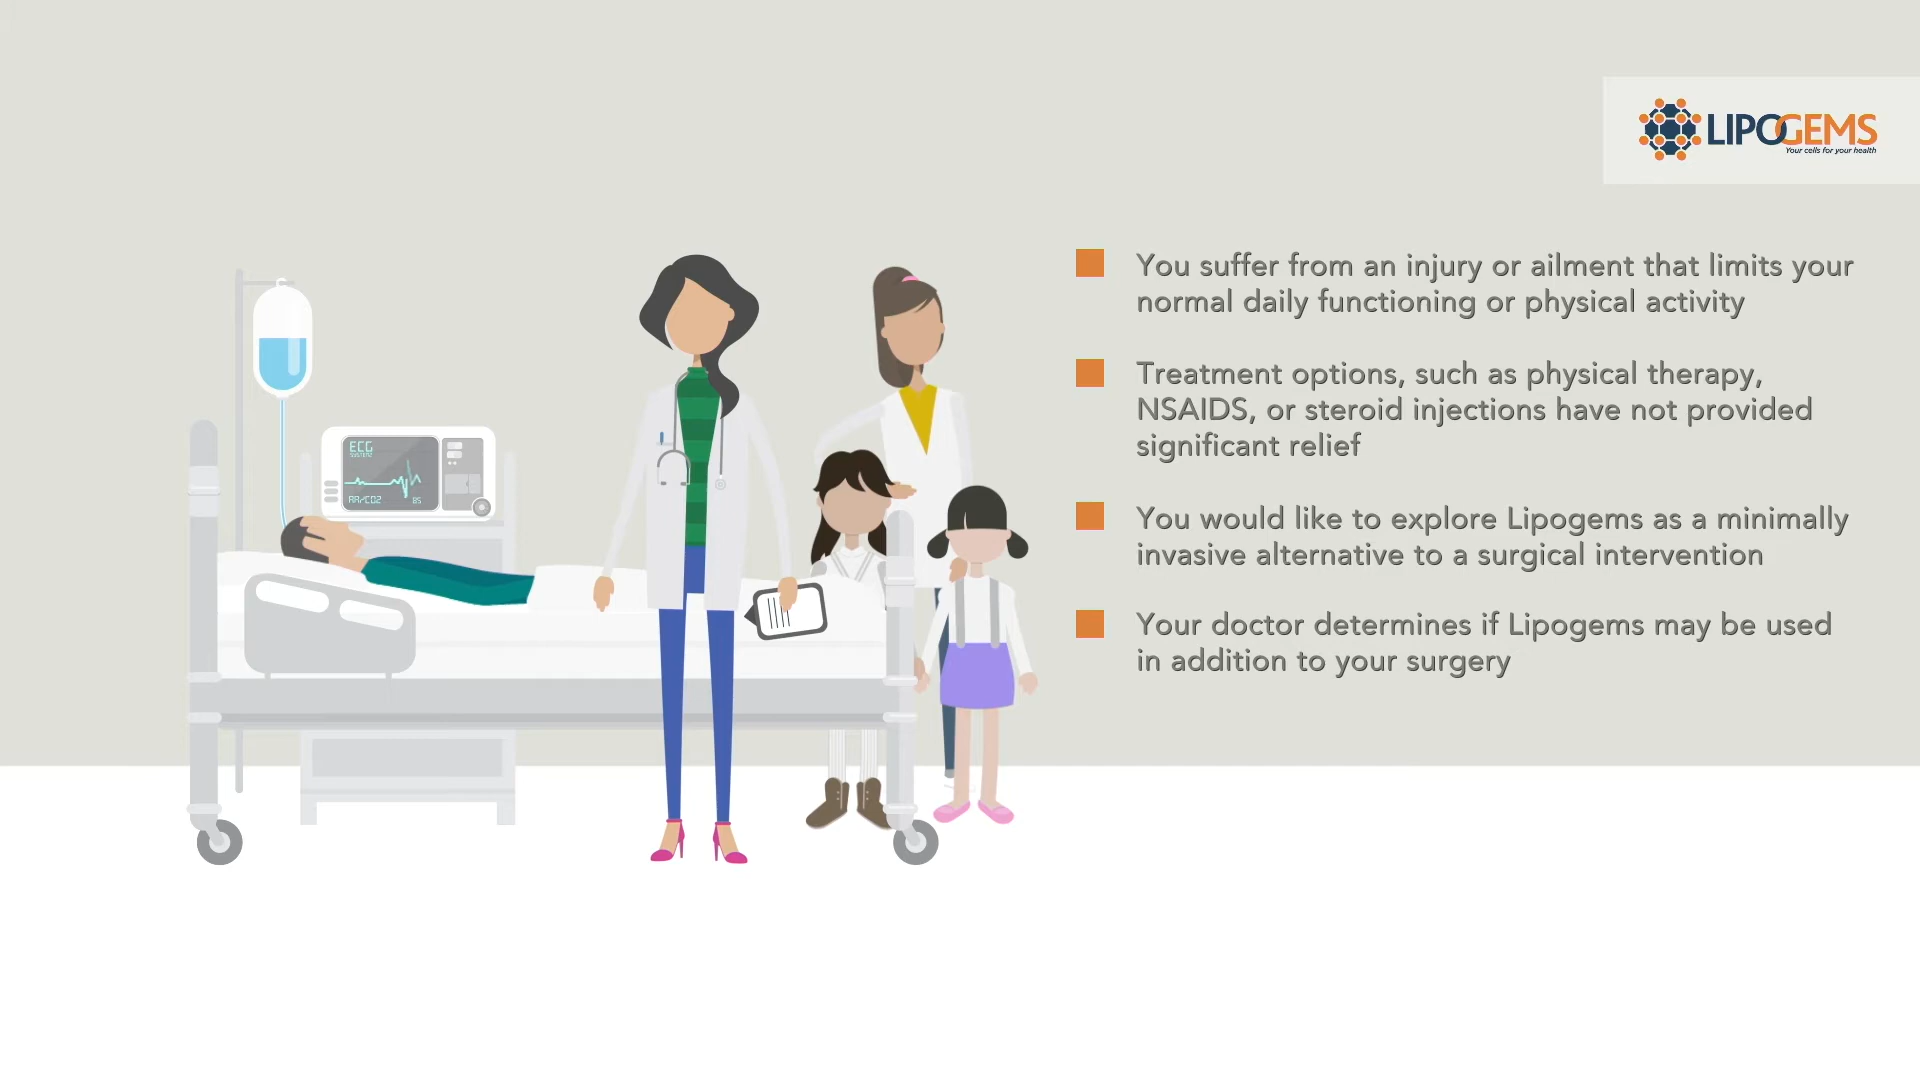 LIPOGEMS
Your cells for your health
You suffer from an injury or ailment that limits your
normal daily functioning or physical activity
Treatment options, such as physical therapy,
NSAIDS, or steroid injections have not provided
significant relief
You would like to explore Lipogems as a minimally
invasive alternative to a surgical intervention
Your doctor determines if Lipogems may be used
in addition to your surgery
ECG
RR/CO2
85